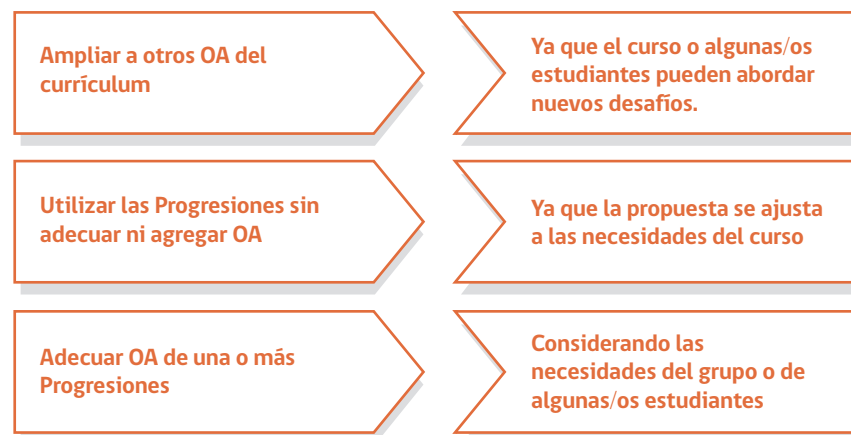 Ampliar a otros OA del
currículum
Ya que el curso o algunas/os
estudiantes pueden abordar
nuevos desafíos.
Utilizar las Progresiones sin
adecuar ni agregar OA
Ya que la propuesta se ajusta
a las necesidades del curso
Adecuar OA de una o más
Progresiones
Considerando las
necesidades del grupo o de
algunas/os estudiantes